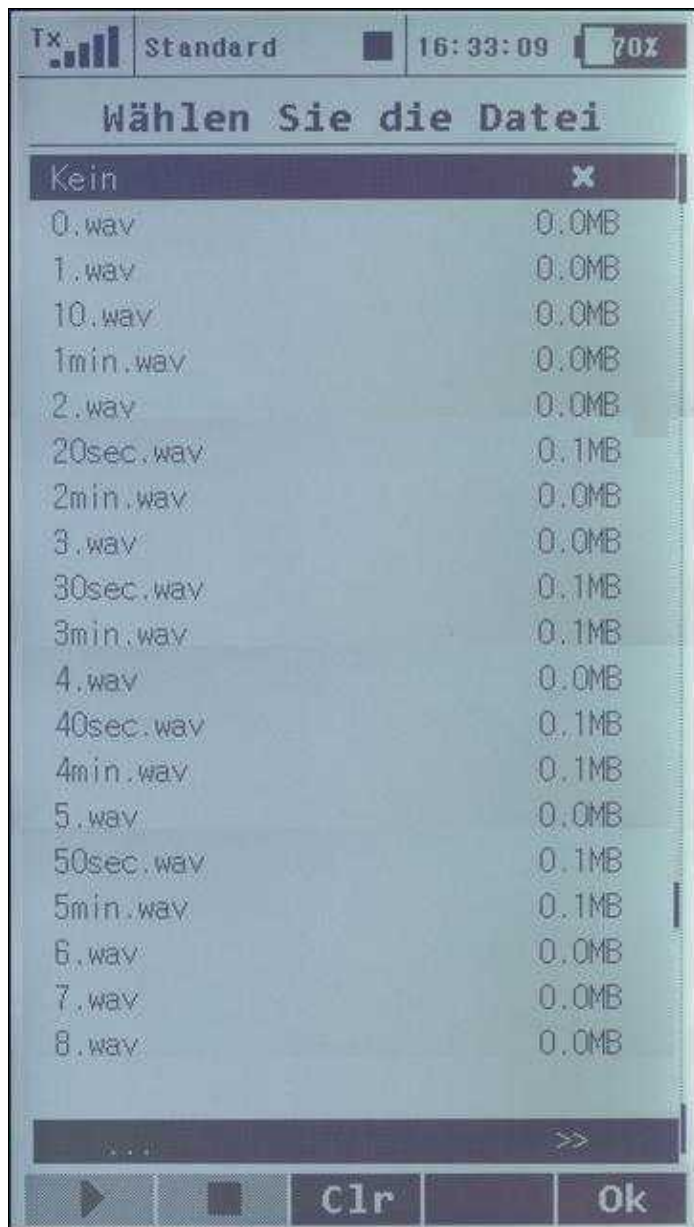 Tx Standard 16:33:09 70%
Wählen Sie die Datei
Kein ×
0.wav 0.0MB
1.wav 0.0MB
10.wav 0.0MB
1min.wav 0.0MB
2.wav 0.0MB
20sec.wav 0.1MB
2min.wav 0.0MB
3.wav 0.0MB
30sec.wav 0.1MB
3min.wav 0.1MB
4.wav 0.0MB
40sec.wav 0.1MB
4min.wav 0.1MB
5.wav 0.0MB
50sec.wav 0.1MB
5min.wav 0.1MB
6.wav 0.0MB
7.wav 0.0MB
8.wav 0.0MB
... >>
Clr Ok